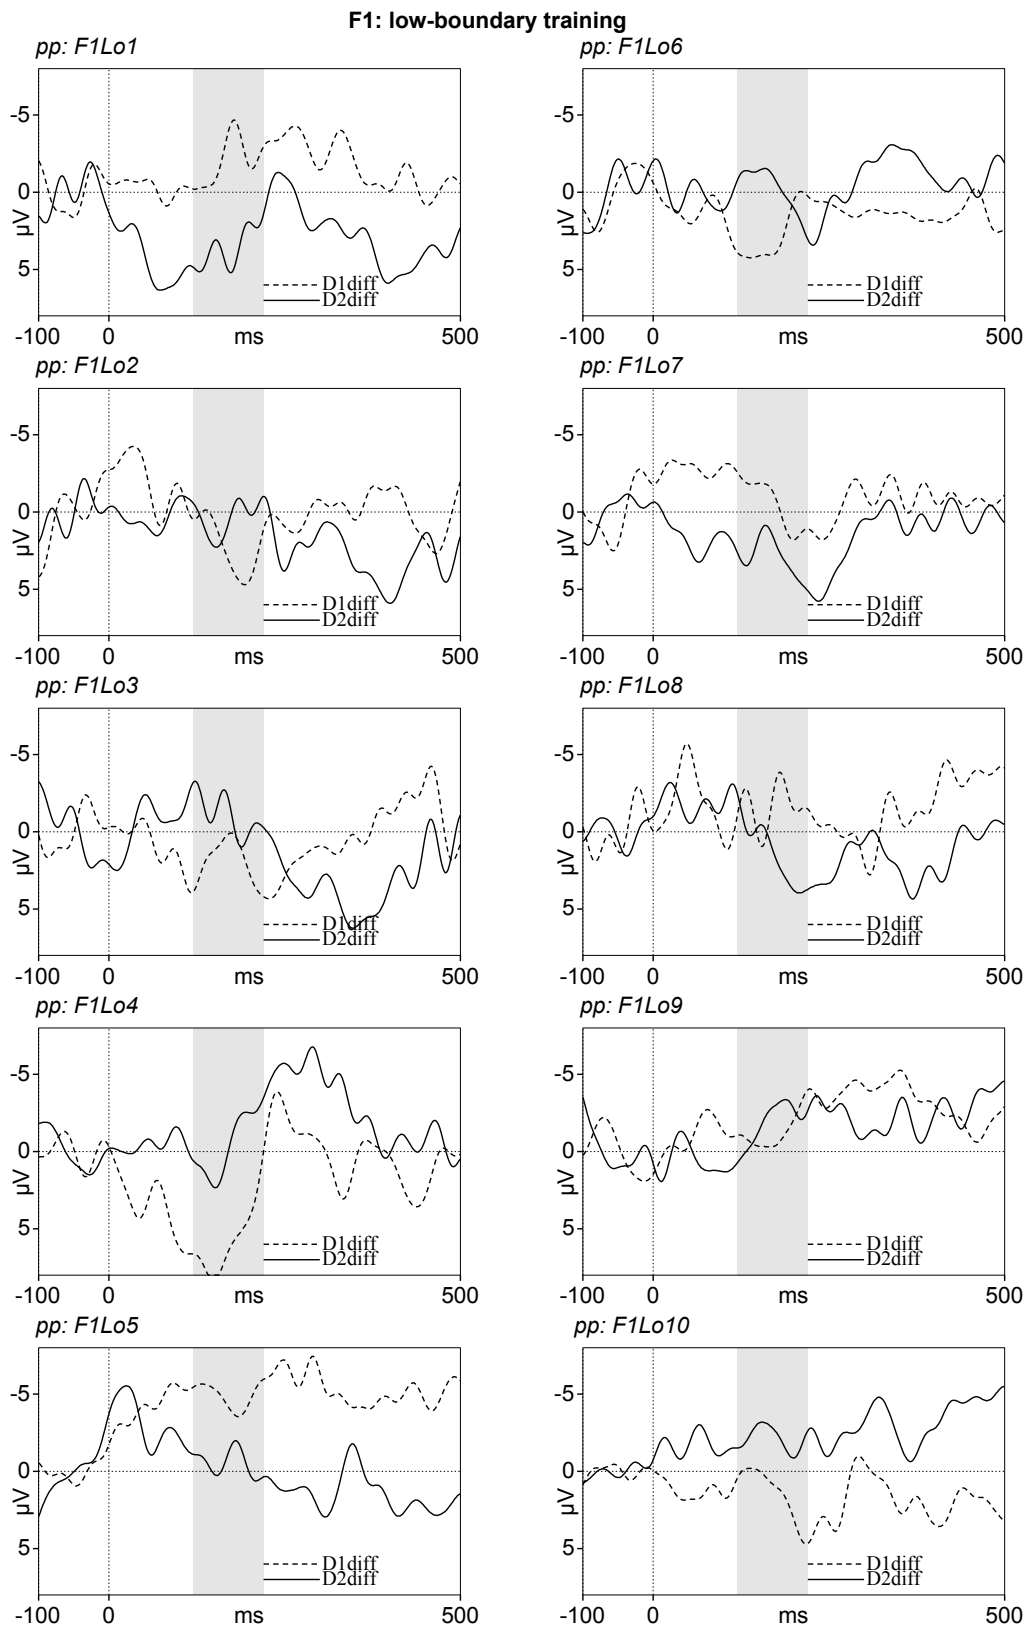 F1: low-boundary training
pp: F1Lo1
-5
0
5
µV
D1diff
D2diff
-100 0 ms 500
pp: F1Lo6
-5
0
5
µV
D1diff
D2diff
-100 0 ms 500
pp: F1Lo2
-5
0
5
µV
D1diff
D2diff
-100 0 ms 500
pp: F1Lo7
-5
0
5
µV
D1diff
D2diff
-100 0 ms 500
pp: F1Lo3
-5
0
5
µV
D1diff
D2diff
-100 0 ms 500
pp: F1Lo8
-5
0
5
µV
D1diff
D2diff
-100 0 ms 500
pp: F1Lo4
-5
0
5
µV
D1diff
D2diff
-100 0 ms 500
pp: F1Lo9
-5
0
5
µV
D1diff
D2diff
-100 0 ms 500
pp: F1Lo5
-5
0
5
µV
D1diff
D2diff
-100 0 ms 500
pp: F1Lo10
-5
0
5
µV
D1diff
D2diff
-100 0 ms 500